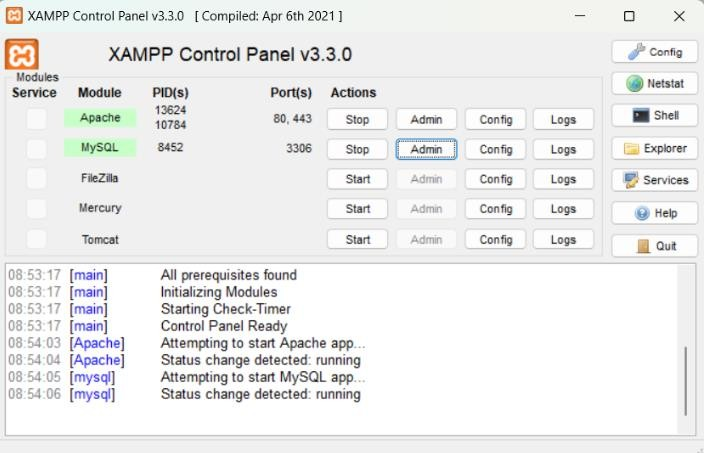 XAMPP Control Panel v3.3.0 [ Compiled: Apr 6th 2021 ]
XAMPP Control Panel v3.3.0
Config
Modules
Service Module PID(s) Port(s) Actions
Netstat
Apache 13624 10784 80, 443 Stop Admin Config Logs
Shell
MySQL 8452 3306 Stop Admin Config Logs
Explorer
FileZilla Start Admin Config Logs
Services
Mercury Start Admin Config Logs
Help
Tomcat Start Admin Config Logs
Quit
08:53:17 [main] All prerequisites found
08:53:17 [main] Initializing Modules
08:53:17 [main] Starting Check-Timer
08:53:17 [main] Control Panel Ready
08:54:03 [Apache] Attempting to start Apache app...
08:54:04 [Apache] Status change detected: running
08:54:05 [mysql] Attempting to start MySQL app...
08:54:06 [mysql] Status change detected: running